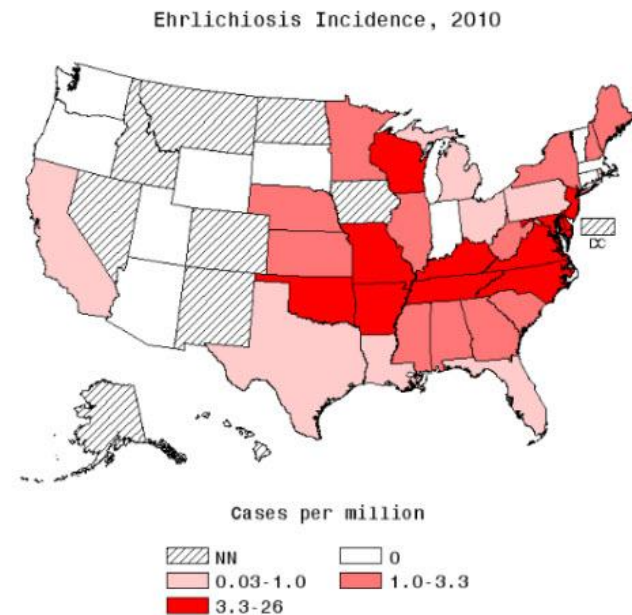 Ehrlichiosis Incidence, 2010
DC
Cases per million
NN 0
0.03-1.0 1.0-3.3
3.3-26